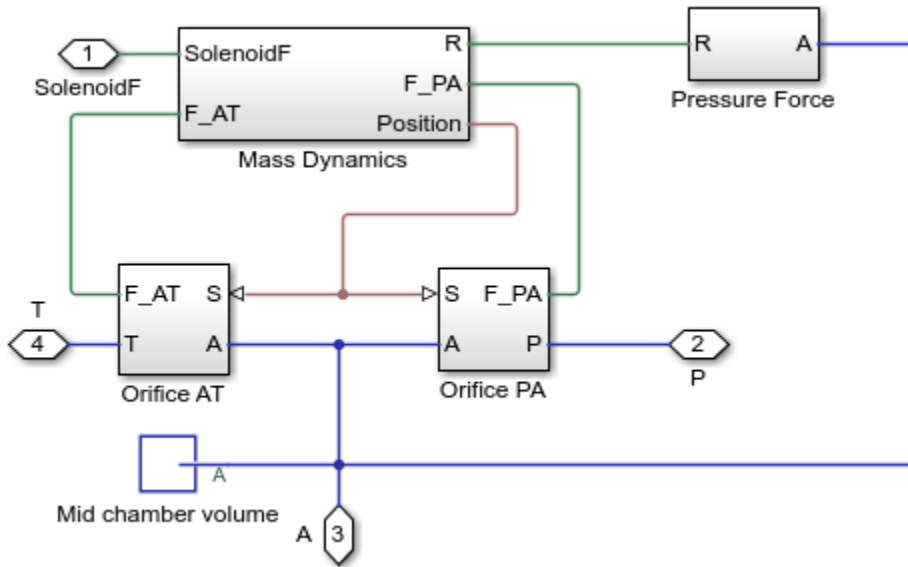 1
SolenoidF
SolenoidF
F_AT
R
F_PA
Position
Mass Dynamics
R
A
Pressure Force
T
4
F_AT
S
T
A
Orifice AT
S
F_PA
A
P
Orifice PA
2
P
A
Mid chamber volume
A
3